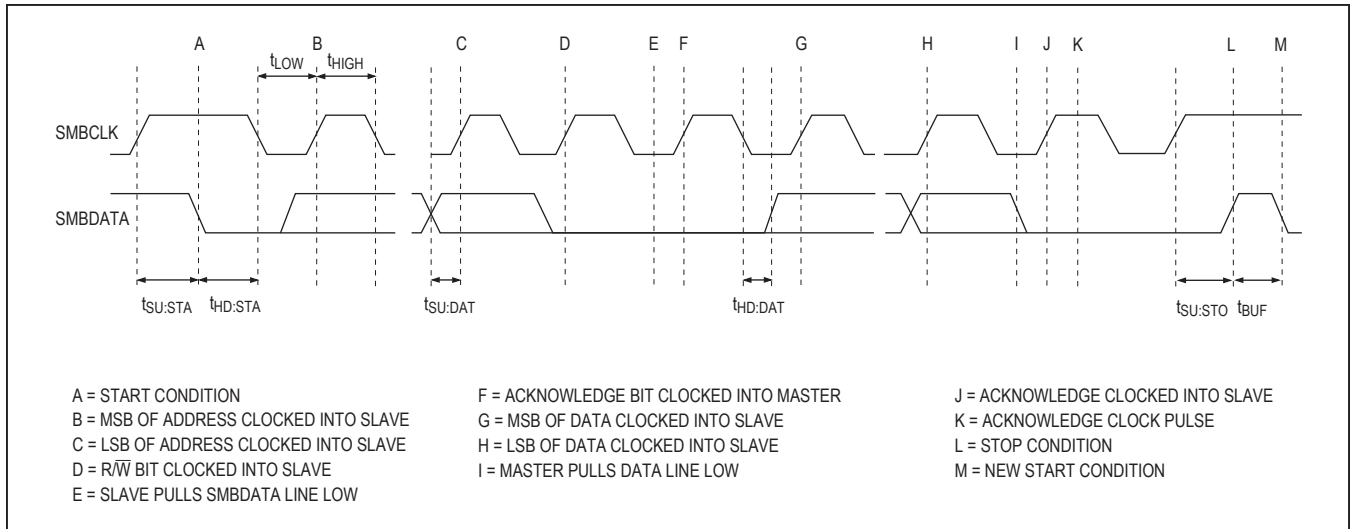 A B C D E F G H I J K L M
tLOW tHIGH
SMBCLK
SMBDATA
tSU:STA tHD:STA tSU:DAT tHD:DAT tSU:STO tBUF
A = START CONDITION
B = MSB OF ADDRESS CLOCKED INTO SLAVE
C = LSB OF ADDRESS CLOCKED INTO SLAVE
D = R/W̅ BIT CLOCKED INTO SLAVE
E = SLAVE PULLS SMBDATA LINE LOW
F = ACKNOWLEDGE BIT CLOCKED INTO MASTER
G = MSB OF DATA CLOCKED INTO SLAVE
H = LSB OF DATA CLOCKED INTO SLAVE
I = MASTER PULLS DATA LINE LOW
J = ACKNOWLEDGE CLOCKED INTO SLAVE
K = ACKNOWLEDGE CLOCK PULSE
L = STOP CONDITION
M = NEW START CONDITION